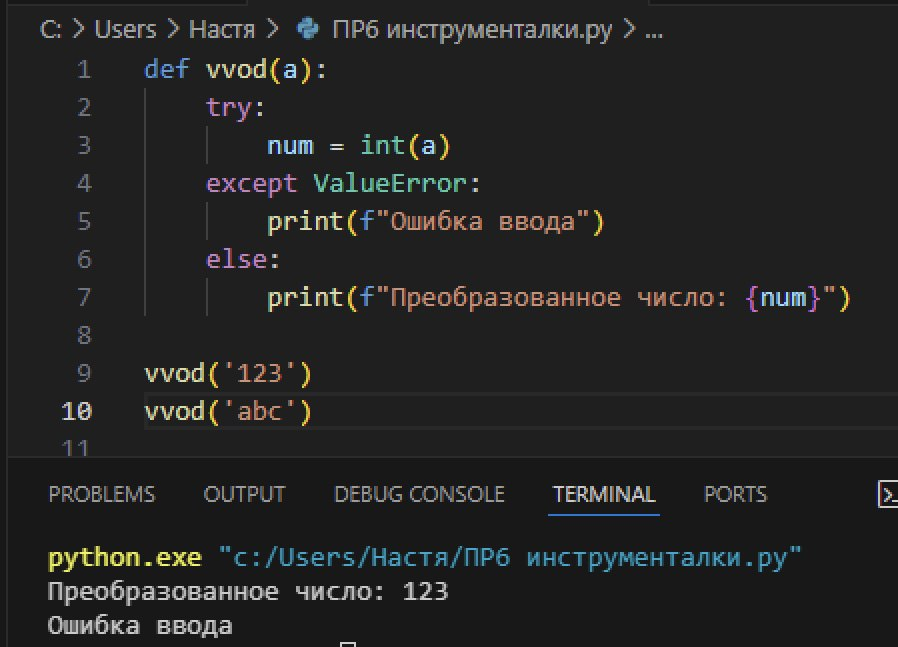 C: > Users > Настя > ПР6 инструменталки.py > ...
1 def vvod(a):
2 try:
3 num = int(a)
4 except ValueError:
5 print(f"Ошибка ввода")
6 else:
7 print(f"Преобразованное число: {num}")
8
9 vvod('123')
10 vvod('abc')
11
PROBLEMS OUTPUT DEBUG CONSOLE TERMINAL PORTS
python.exe "c:/Users/Настя/ПР6 инструменталки.py"
Преобразованное число: 123
Ошибка ввода